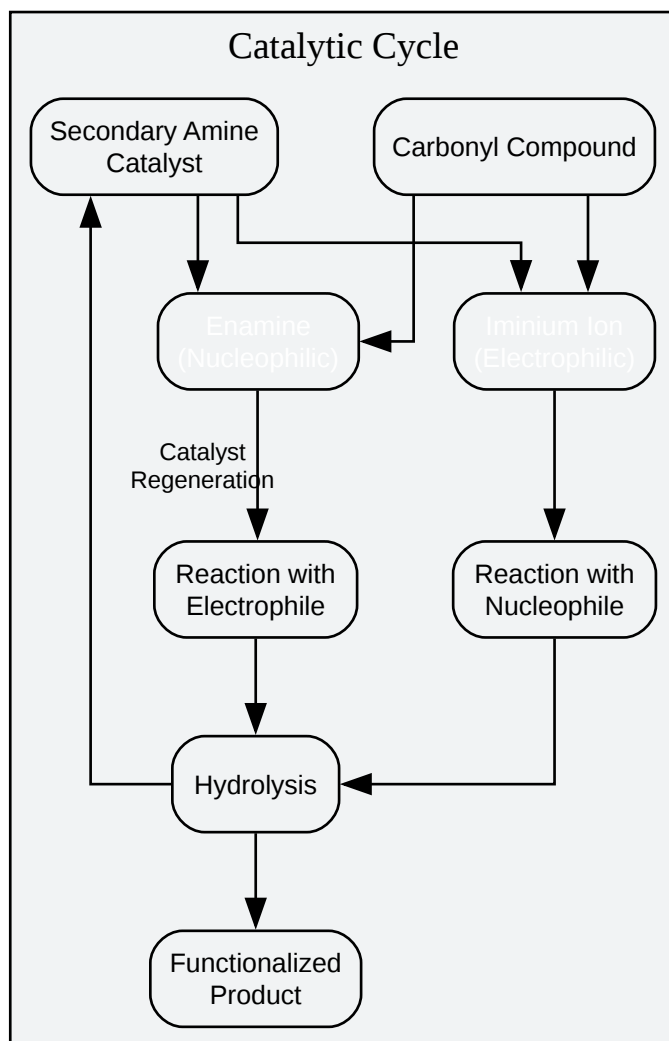 Catalytic Cycle
Secondary Amine
Catalyst
Carbonyl Compound
Enamine
(Nucleophilic)
Iminium Ion
(Electrophilic)
Catalyst
Regeneration
Reaction with
Electrophile
Reaction with
Nucleophile
Hydrolysis
Functionalized
Product